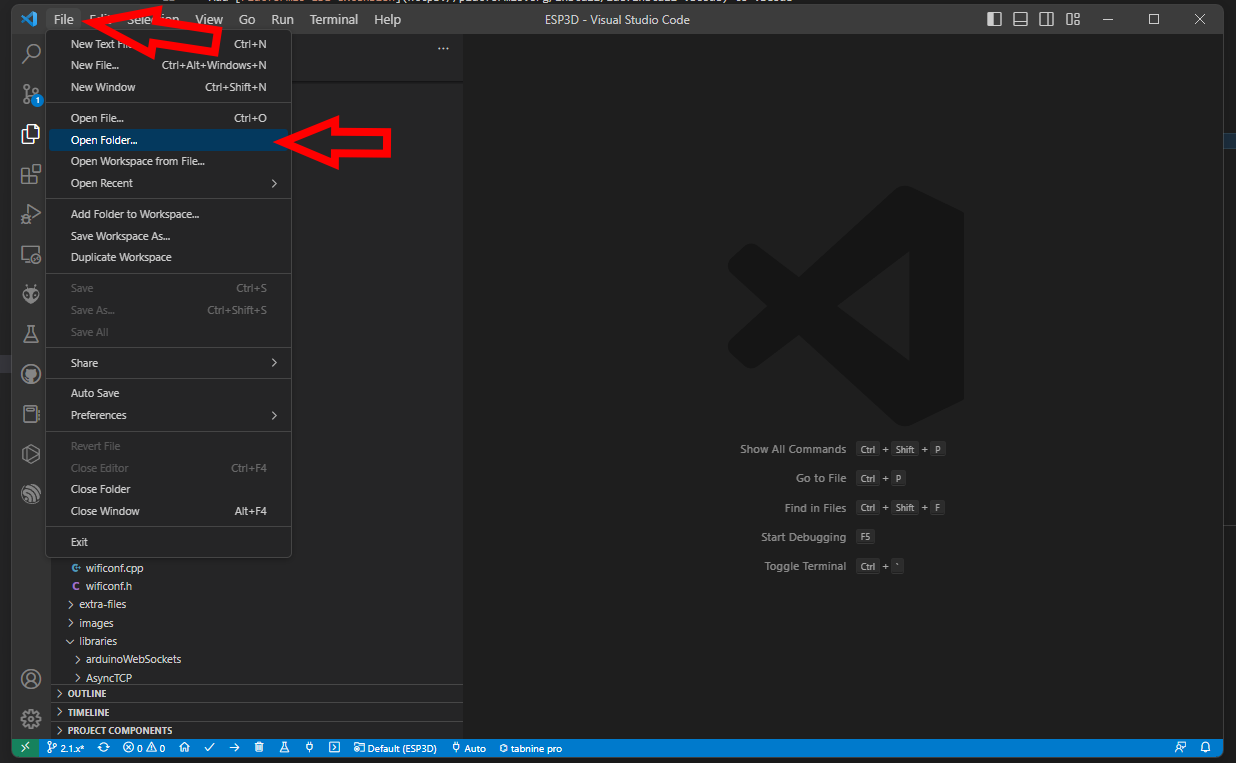 File Selection View Go Run Terminal Help ESP3D - Visual Studio Code
New Text Ctrl+N
New File... Ctrl+Alt+Windows+N
New Window Ctrl+Shift+N
Open File... Ctrl+O
Open Folder...
Open Workspace from File...
Open Recent
Add Folder to Workspace...
Save Workspace As...
Duplicate Workspace
Save Ctrl+S
Save As... Ctrl+Shift+S
Save All
Share
Auto Save
Preferences
Revert File
Close Editor Ctrl+F4
Close Folder
Close Window Alt+F4
Exit
1
wificonf.cpp
C wificonf.h
extra-files
images
libraries
arduinoWebSockets
AsyncTCP
OUTLINE
TIMELINE
PROJECT COMPONENTS
Show All Commands Ctrl + Shift + P
Go to File Ctrl + P
Find in Files Ctrl + Shift + F
Start Debugging F5
Toggle Terminal Ctrl + `
2.1.x* 0 0 Default (ESP3D) Auto tabnine pro